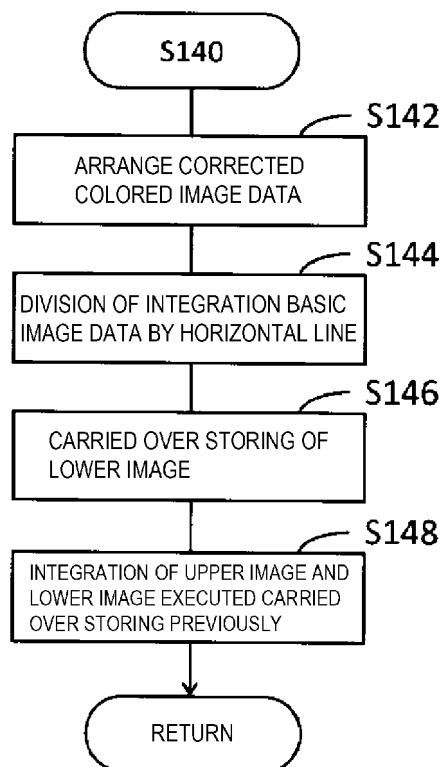 S140
S142
ARRANGE CORRECTED
COLORED IMAGE DATA
S144
DIVISION OF INTEGRATION BASIC
IMAGE DATA BY HORIZONTAL LINE
S146
CARRIED OVER STORING OF
LOWER IMAGE
S148
INTEGRATION OF UPPER IMAGE AND
LOWER IMAGE EXECUTED CARRIED
OVER STORING PREVIOUSLY
RETURN